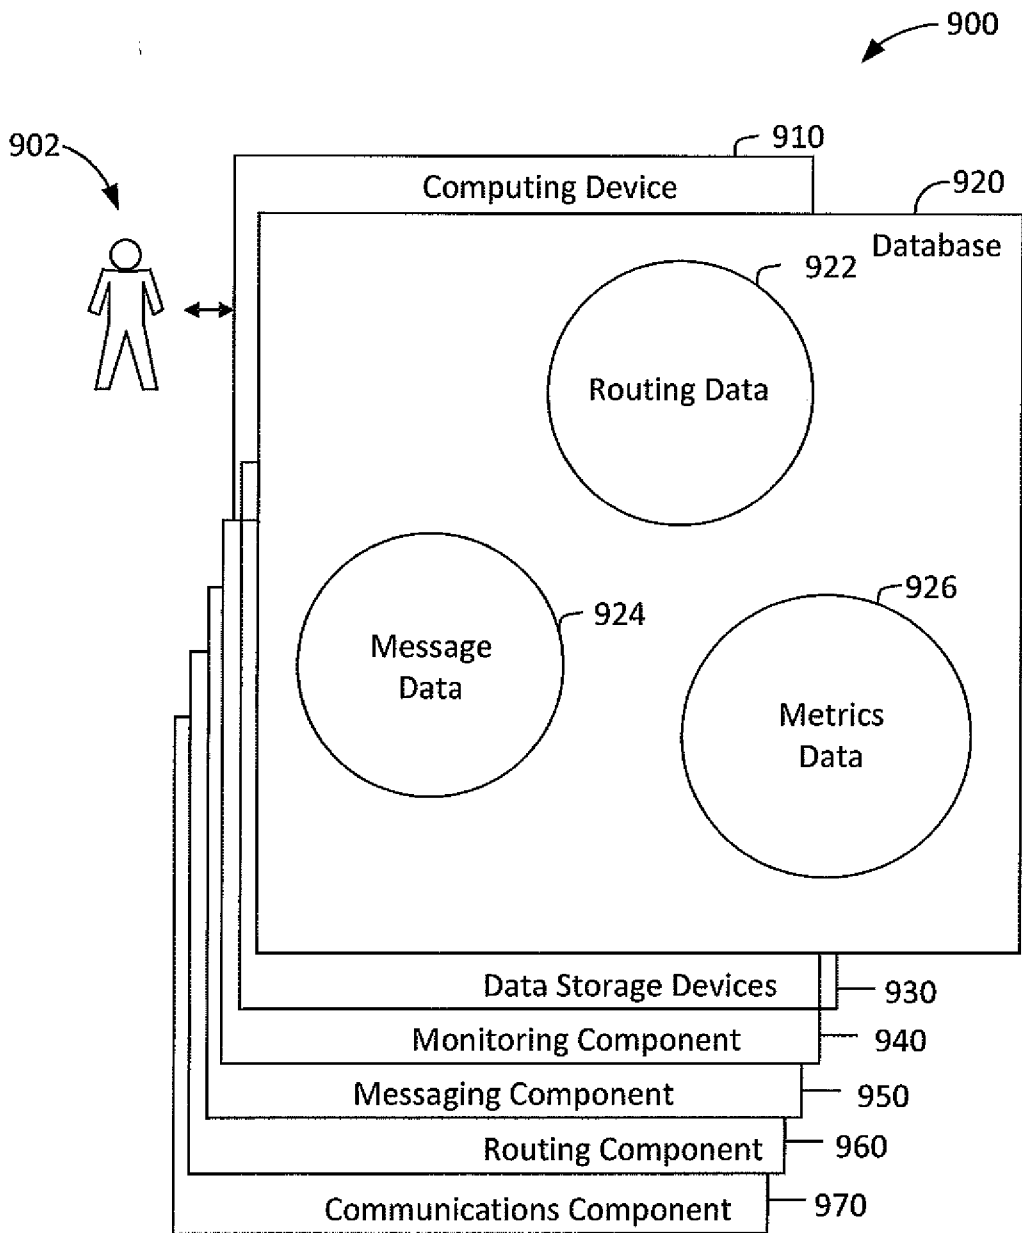 900
902
910
Computing Device
920
Database
922
Routing Data
924
Message
Data
926
Metrics
Data
Data Storage Devices
930
Monitoring Component
940
Messaging Component
950
Routing Component
960
Communications Component
970